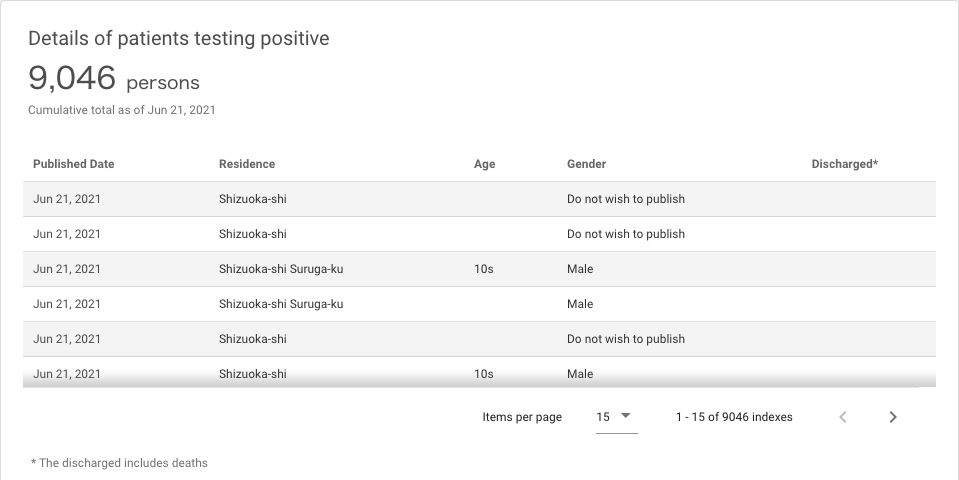 Details of patients testing positive
9,046 persons
Cumulative total as of Jun 21, 2021
Published Date Residence Age Gender Discharged*
Jun 21, 2021 Shizuoka-shi Do not wish to publish
Jun 21, 2021 Shizuoka-shi Do not wish to publish
Jun 21, 2021 Shizuoka-shi Suruga-ku 10s Male
Jun 21, 2021 Shizuoka-shi Suruga-ku Male
Jun 21, 2021 Shizuoka-shi Do not wish to publish
Jun 21, 2021 Shizuoka-shi 10s Male
Items per page 15 1 - 15 of 9046 indexes
* The discharged includes deaths